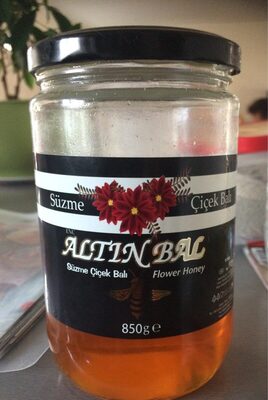 Süzme Çiçek Balı
ALTIN BAL
Süzme Çiçek Balı Flower Honey
850g e